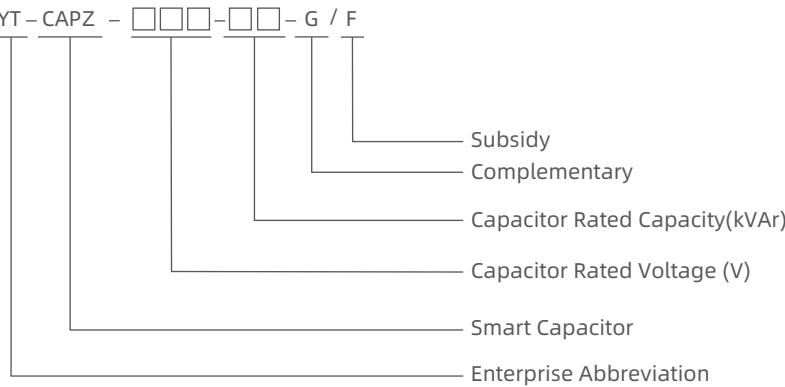 YT – CAPZ – □□□ – □□ – G / F
Subsidy
Complementary
Capacitor Rated Capacity(kVAr)
Capacitor Rated Voltage (V)
Smart Capacitor
Enterprise Abbreviation